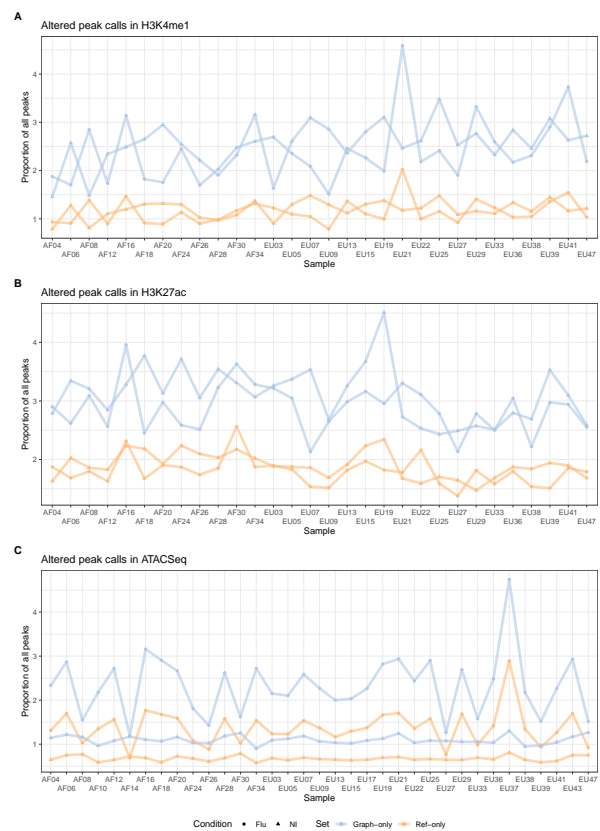 A
Altered peak calls in H3K4me1
Proportion of all peaks
4
3
2
1
AF04 AF08 AF16 AF20 AF26 AF30 EU03 EU07 EU13 EU19 EU22 EU27 EU33 EU38 EU41
AF06 AF12 AF18 AF24 AF28 AF34 EU05 EU09 EU15 EU21 EU25 EU29 EU36 EU39 EU47
Sample
B
Altered peak calls in H3K27ac
Proportion of all peaks
4
3
2
AF04 AF08 AF16 AF20 AF26 AF30 EU03 EU07 EU13 EU19 EU22 EU27 EU33 EU38 EU41
AF06 AF12 AF18 AF24 AF28 AF34 EU05 EU09 EU15 EU21 EU25 EU29 EU36 EU39 EU47
Sample
C
Altered peak calls in ATACSeq
Proportion of all peaks
4
3
2
1
AF04 AF08 AF12 AF16 AF20 AF26 AF30 EU03 EU07 EU13 EU17 EU21 EU25 EU29 EU36 EU38 EU41 EU47
AF06 AF10 AF14 AF18 AF24 AF28 AF34 EU05 EU09 EU15 EU19 EU22 EU27 EU33 EU37 EU39 EU43
Sample
Condition Flu NI Set Graph−only Ref−only